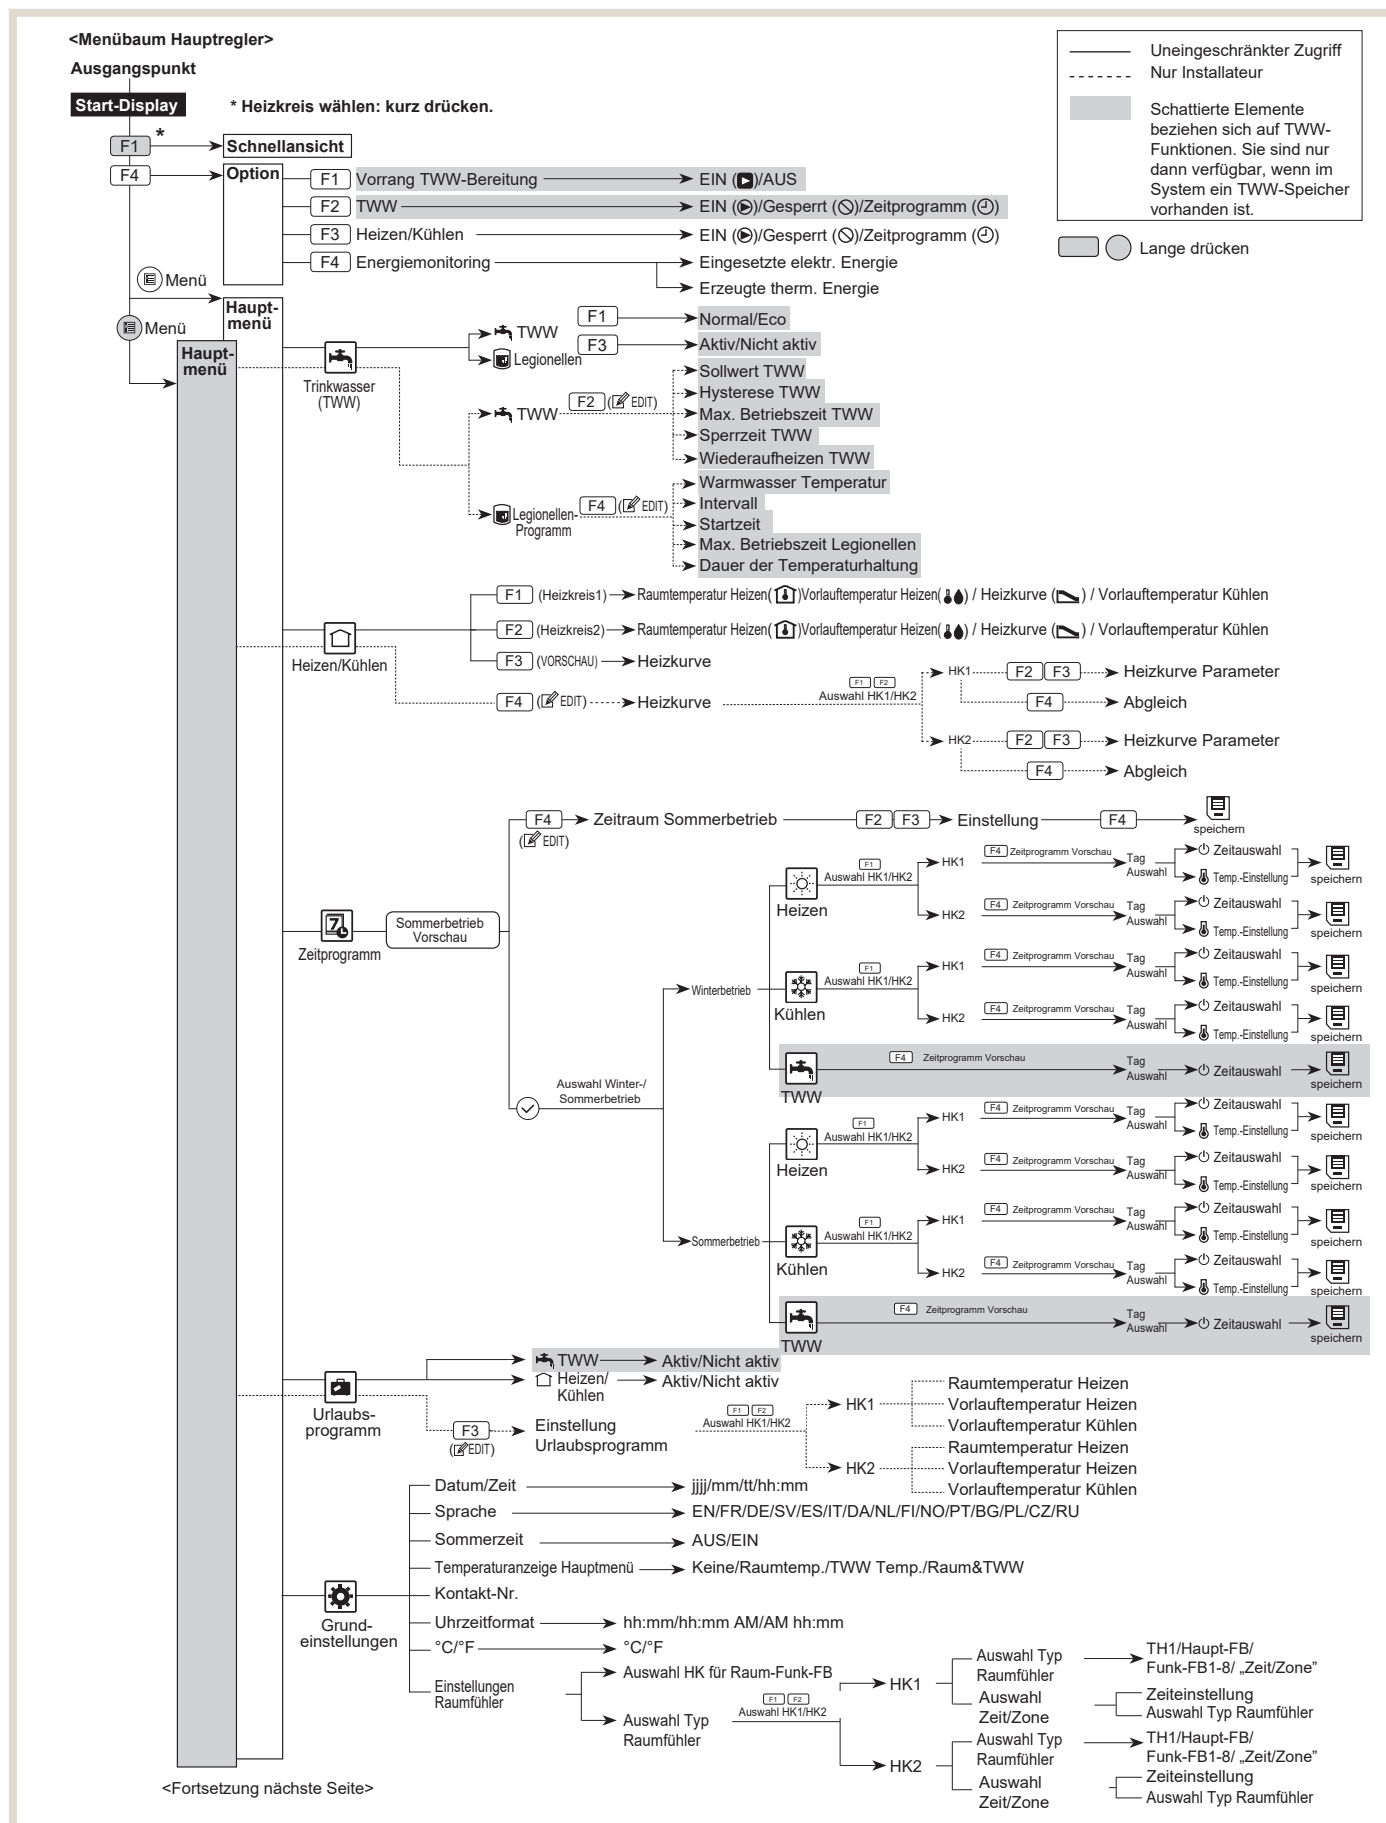 <Menübaum Hauptregler>
Ausgangspunkt
Start-Display
* Heizkreis wählen: kurz drücken.
Uneingeschränkter Zugriff
Nur Installateur
Schattierte Elemente
beziehen sich auf TWW-
Funktionen. Sie sind nur
dann verfügbar, wenn im
System ein TWW-Speicher
vorhanden ist.
Lange drücken
F1 * Schnellansicht
F4 Option
F1 Vorrang TWW-Bereitung EIN ()/AUS
F2 TWW EIN ()/Gesperrt ()/Zeitprogramm ()
F3 Heizen/Kühlen EIN ()/Gesperrt ()/Zeitprogramm ()
F4 Energiemonitoring Eingesetzte elektr. Energie
Erzeugte therm. Energie
Menü
Haupt-
menü
Menü
Haupt-
menü
Trinkwasser
(TWW)
TWW F1 Normal/Eco
Legionellen F3 Aktiv/Nicht aktiv
TWW F2 (EDIT)
Sollwert TWW
Hysterese TWW
Max. Betriebszeit TWW
Sperrzeit TWW
Wiederaufheizen TWW
Legionellen-
Programm
F4 (EDIT)
Warmwasser Temperatur
Intervall
Startzeit
Max. Betriebszeit Legionellen
Dauer der Temperaturhaltung
Heizen/Kühlen
F1 (Heizkreis1) Raumtemperatur Heizen()Vorlauftemperatur Heizen() / Heizkurve () / Vorlauftemperatur Kühlen
F2 (Heizkreis2) Raumtemperatur Heizen()Vorlauftemperatur Heizen() / Heizkurve () / Vorlauftemperatur Kühlen
F3 (VORSCHAU) Heizkurve
F4 (EDIT) Heizkurve
F1 F2
Auswahl HK1/HK2
HK1 F2 F3 Heizkurve Parameter
F4 Abgleich
HK2 F2 F3 Heizkurve Parameter
F4 Abgleich
7
Zeitprogramm
Sommerbetrieb
Vorschau
F4 Zeitraum Sommerbetrieb F2 F3 Einstellung F4 speichern
(EDIT)
Auswahl Winter-/
Sommerbetrieb
Winterbetrieb
Heizen
F1
Auswahl HK1/HK2
HK1 F4 Zeitprogramm Vorschau Tag
Auswahl
Zeitauswahl
Temp.-Einstellung
speichern
HK2 F4 Zeitprogramm Vorschau Tag
Auswahl
Zeitauswahl
Temp.-Einstellung
speichern
Kühlen
F1
Auswahl HK1/HK2
HK1 F4 Zeitprogramm Vorschau Tag
Auswahl
Zeitauswahl
Temp.-Einstellung
speichern
HK2 F4 Zeitprogramm Vorschau Tag
Auswahl
Zeitauswahl
Temp.-Einstellung
speichern
TWW
F4 Zeitprogramm Vorschau Tag
Auswahl
Zeitauswahl
speichern
Sommerbetrieb
Heizen
F1
Auswahl HK1/HK2
HK1 F4 Zeitprogramm Vorschau Tag
Auswahl
Zeitauswahl
Temp.-Einstellung
speichern
HK2 F4 Zeitprogramm Vorschau Tag
Auswahl
Zeitauswahl
Temp.-Einstellung
speichern
Kühlen
F1
Auswahl HK1/HK2
HK1 F4 Zeitprogramm Vorschau Tag
Auswahl
Zeitauswahl
Temp.-Einstellung
speichern
HK2 F4 Zeitprogramm Vorschau Tag
Auswahl
Zeitauswahl
Temp.-Einstellung
speichern
TWW
F4 Zeitprogramm Vorschau Tag
Auswahl
Zeitauswahl
speichern
Urlaubs-
programm
TWW Aktiv/Nicht aktiv
Heizen/
Kühlen
Aktiv/Nicht aktiv
F3
(EDIT)
Einstellung
Urlaubsprogramm
F1 F2
Auswahl HK1/HK2
HK1
Raumtemperatur Heizen
Vorlauftemperatur Heizen
Vorlauftemperatur Kühlen
HK2
Raumtemperatur Heizen
Vorlauftemperatur Heizen
Vorlauftemperatur Kühlen
Grund-
einstellungen
Datum/Zeit jjjj/mm/tt/hh:mm
Sprache EN/FR/DE/SV/ES/IT/DA/NL/FI/NO/PT/BG/PL/CZ/RU
Sommerzeit AUS/EIN
Temperaturanzeige Hauptmenü Keine/Raumtemp./TWW Temp./Raum&TWW
Kontakt-Nr.
Uhrzeitformat hh:mm/hh:mm AM/AM hh:mm
°C/°F °C/°F
Einstellungen
Raumfühler
Auswahl HK für Raum-Funk-FB
Auswahl Typ
Raumfühler
F1 F2
Auswahl HK1/HK2
HK1
Auswahl Typ
Raumfühler
TH1/Haupt-FB/
Funk-FB1-8/ „Zeit/Zone”
Auswahl
Zeit/Zone
Zeiteinstellung
Auswahl Typ Raumfühler
HK2
Auswahl Typ
Raumfühler
TH1/Haupt-FB/
Funk-FB1-8/ „Zeit/Zone”
Auswahl
Zeit/Zone
Zeiteinstellung
Auswahl Typ Raumfühler
<Fortsetzung nächste Seite>